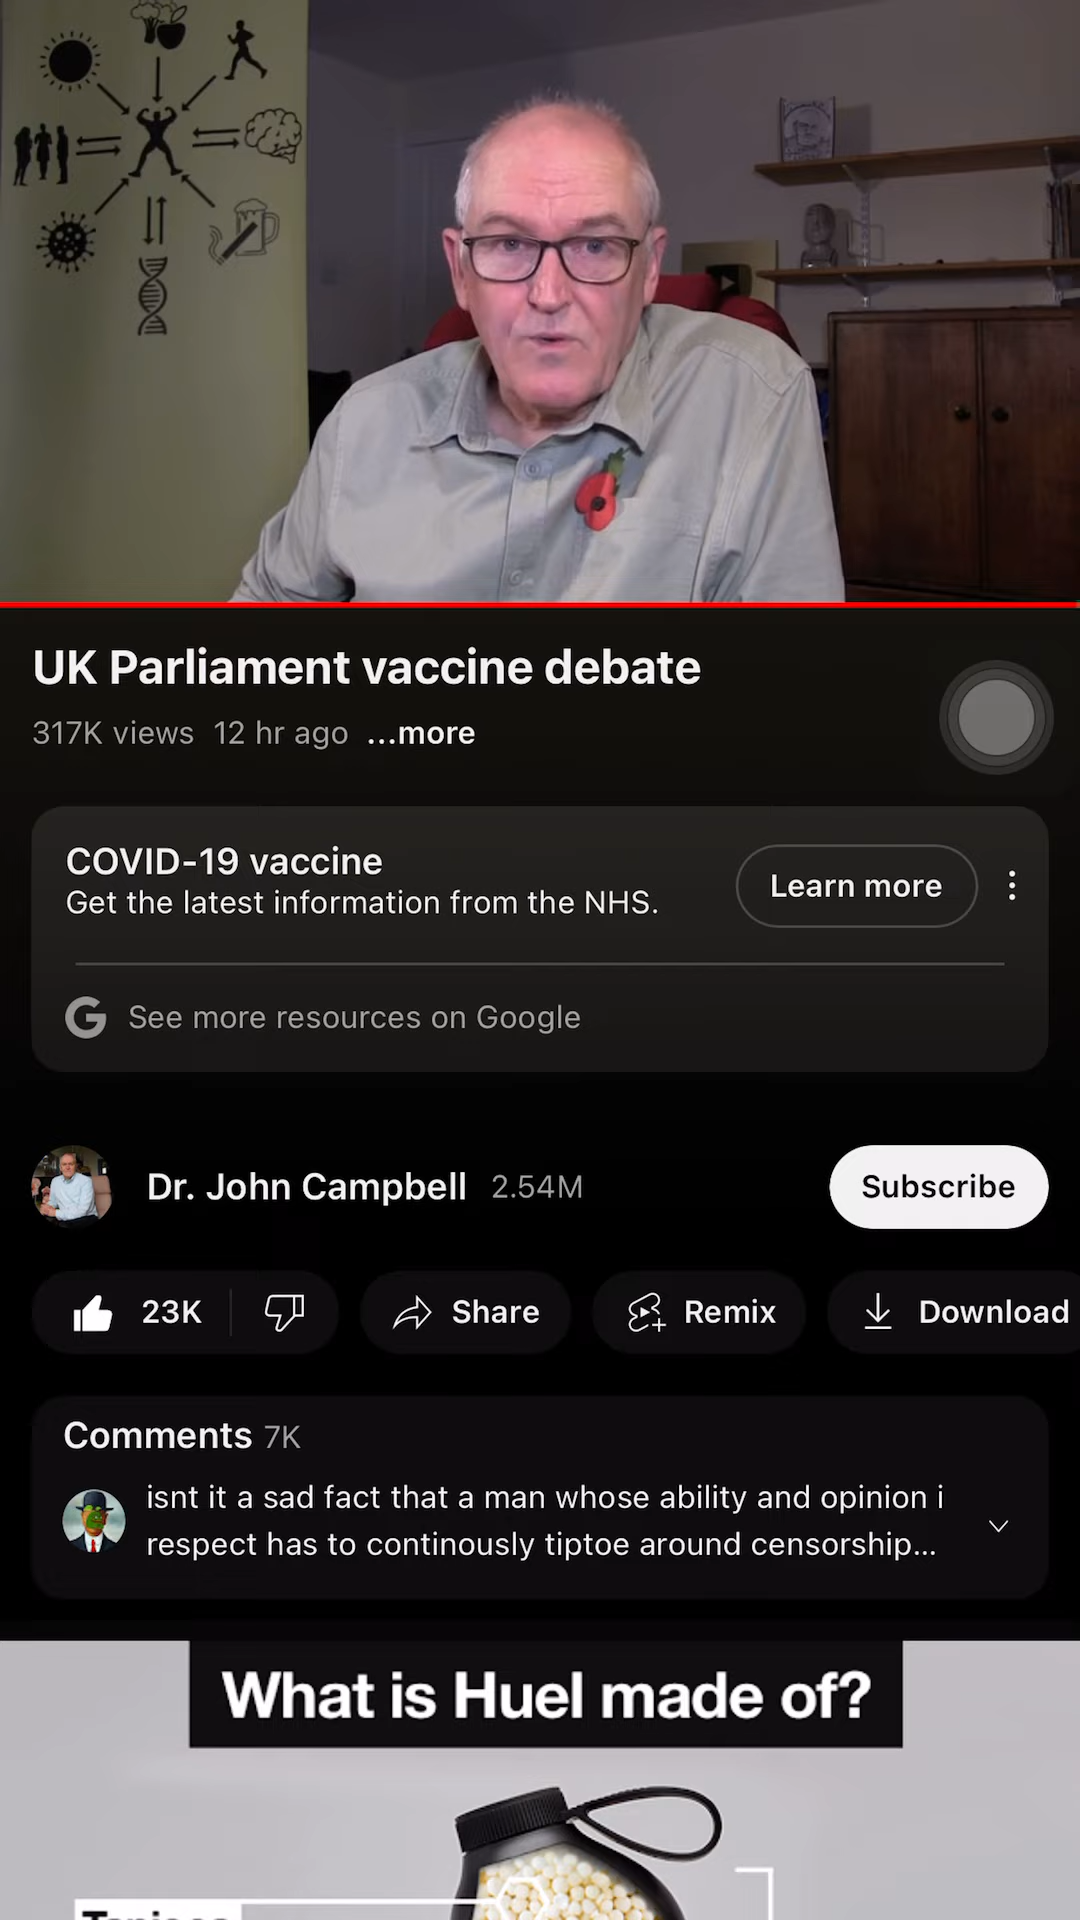 UK Parliament vaccine debate
317K views 12 hr ago ...more
COVID-19 vaccine
Get the latest information from the NHS.
Learn more
See more resources on Google
Dr. John Campbell 2.54M
Subscribe
23K
Share
Remix
Download
Comments 7K
isnt it a sad fact that a man whose ability and opinion i
respect has to continously tiptoe around censorship...
What is Huel made of?